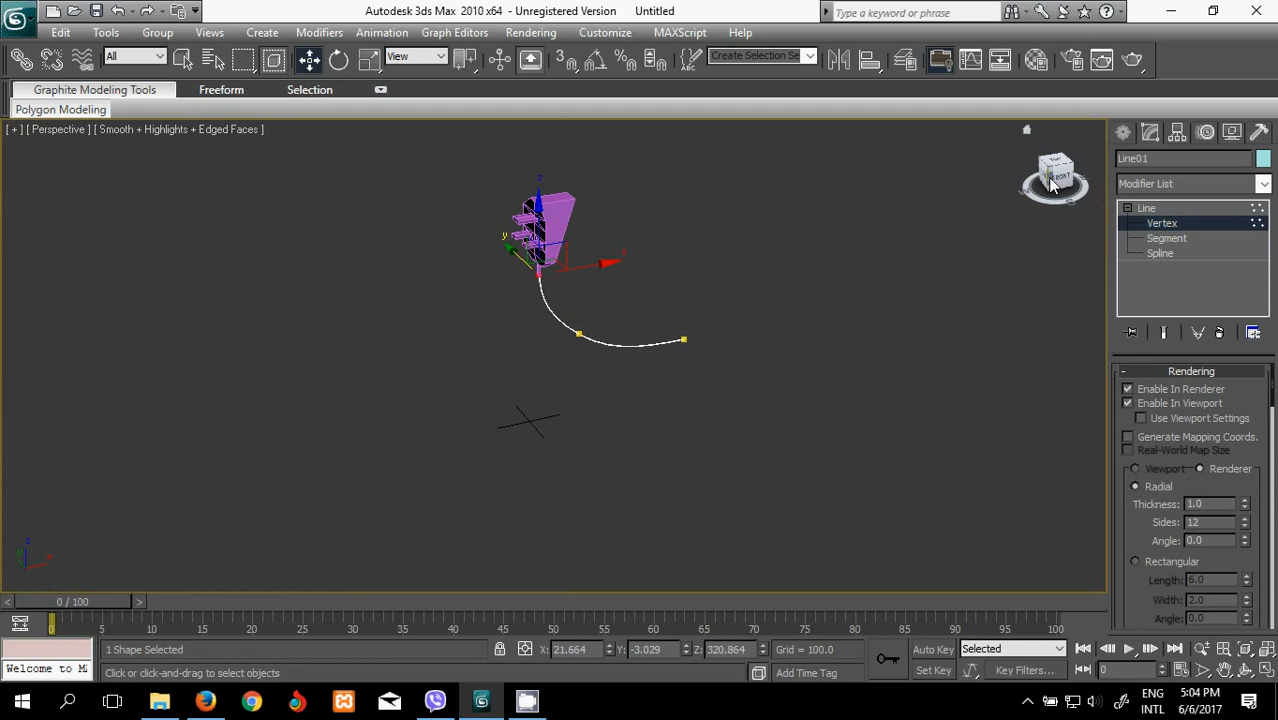 Autodesk 3ds Max 2010 x64 - Unregistered Version Untitled
Type a keyword or phrase
Edit Tools Group Views Create Modifiers Animation Graph Editors Rendering Customize MAXScript Help
All View 3 Create Selection Se
Graphite Modeling Tools Freeform Selection
Polygon Modeling
[ + ] [ Perspective ] [ Smooth + Highlights + Edged Faces ]
FRONT
z
y
x
Line01
Modifier List
Line
Vertex
Segment
Spline
Rendering
Enable In Renderer
Enable In Viewport
Use Viewport Settings
Generate Mapping Coords.
Real-World Map Size
Viewport Renderer
Radial
Thickness: 1.0
Sides: 12
Angle: 0.0
Rectangular
Length: 6.0
Width: 2.0
Angle: 0.0
z
x
0 / 100
0 5 10 15 20 25 30 35 40 45 50 55 60 65 70 75 80 85 90 95 100
1 Shape Selected X: 21.664 Y: -3.029 Z: 320.864 Grid = 100.0 Auto Key Selected
Welcome to M Click or click-and-drag to select objects Add Time Tag Set Key Key Filters... 0
ENG 5:04 PM
INTL 6/6/2017